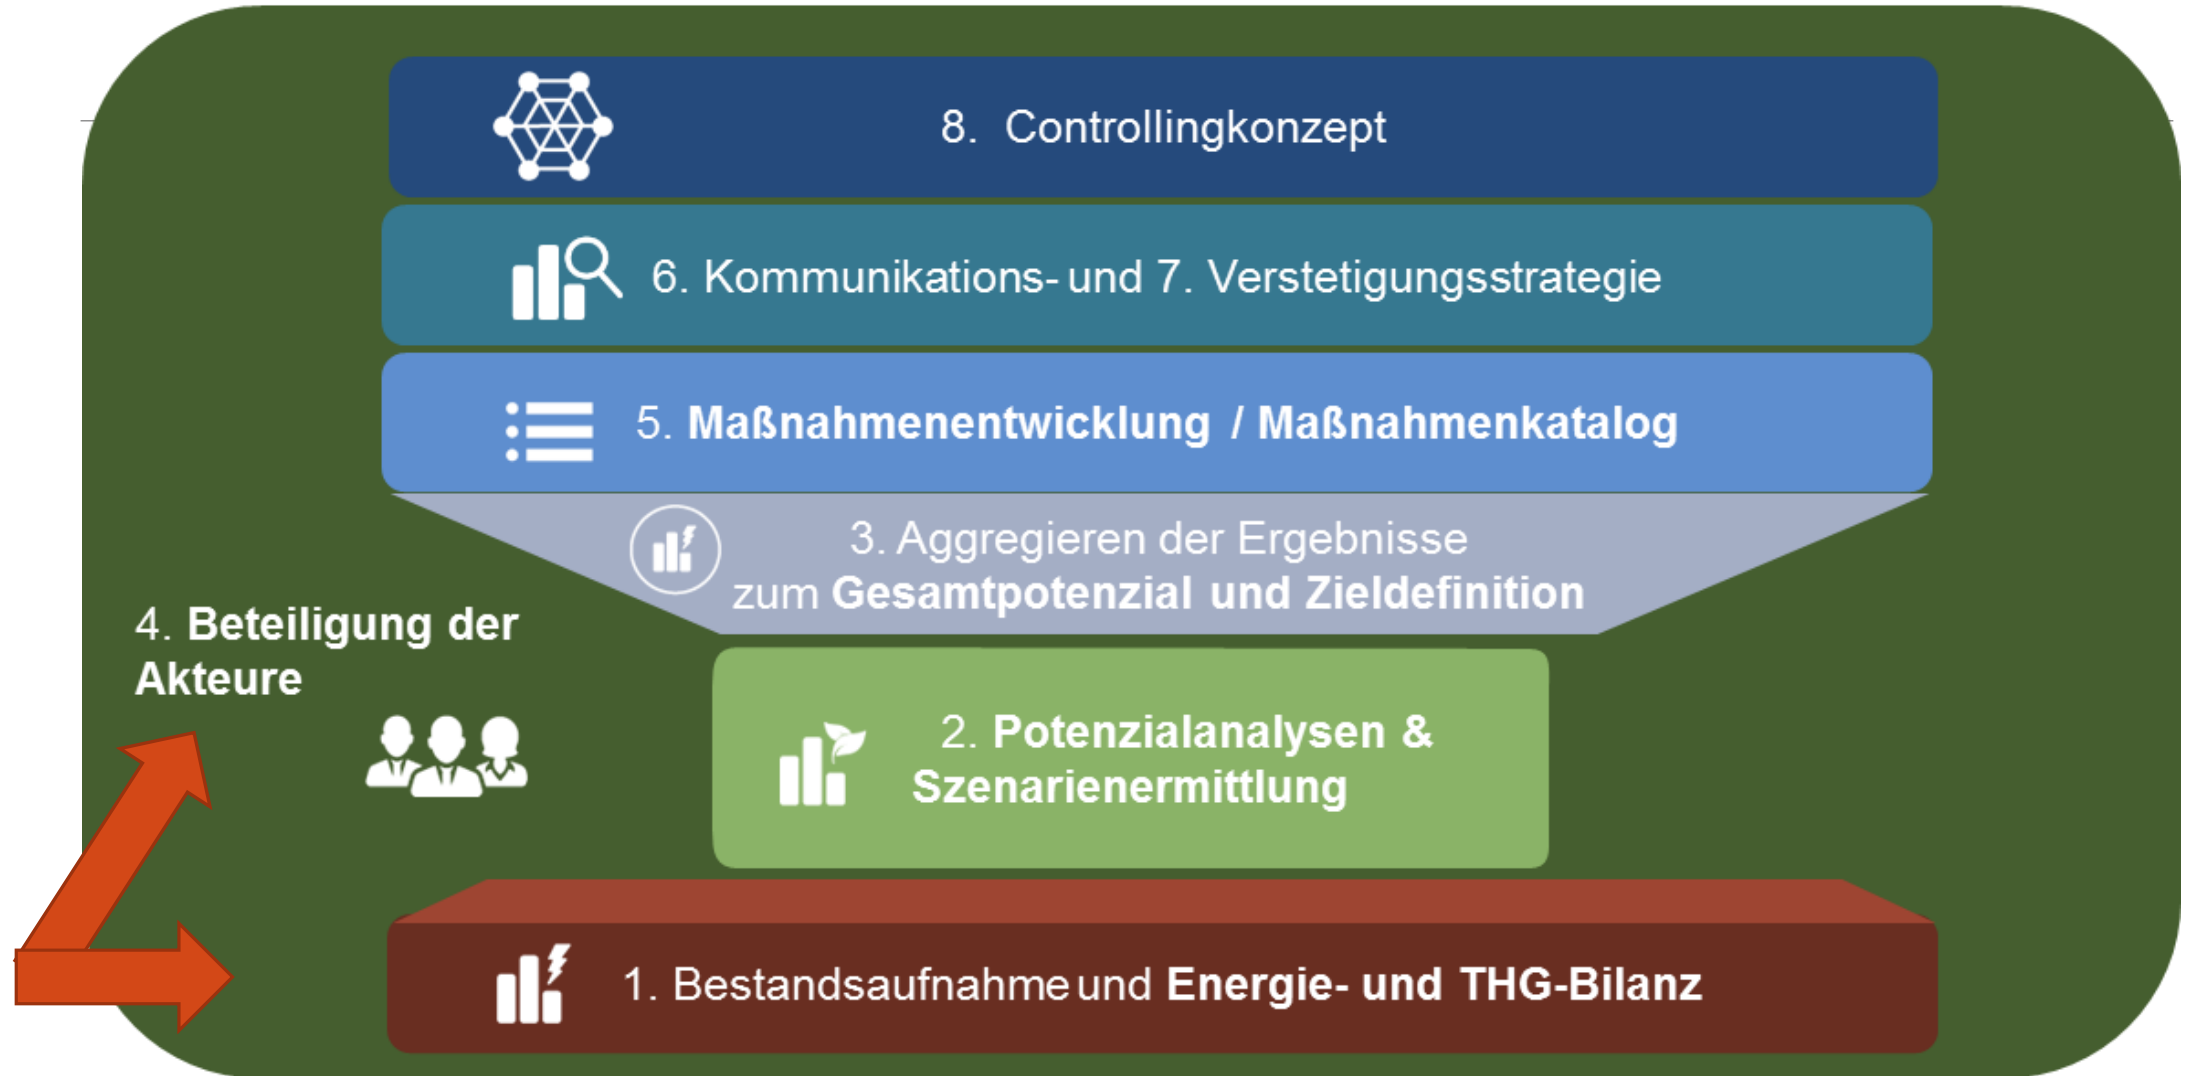 8. Controllingkonzept
6. Kommunikations- und 7. Verstetigungsstrategie
5. Maßnahmenentwicklung / Maßnahmenkatalog
3. Aggregieren der Ergebnisse
zum Gesamtpotenzial und Zieldefinition
4. Beteiligung der
Akteure
2. Potenzialanalysen &
Szenarienermittlung
1. Bestandsaufnahme und Energie- und THG-Bilanz